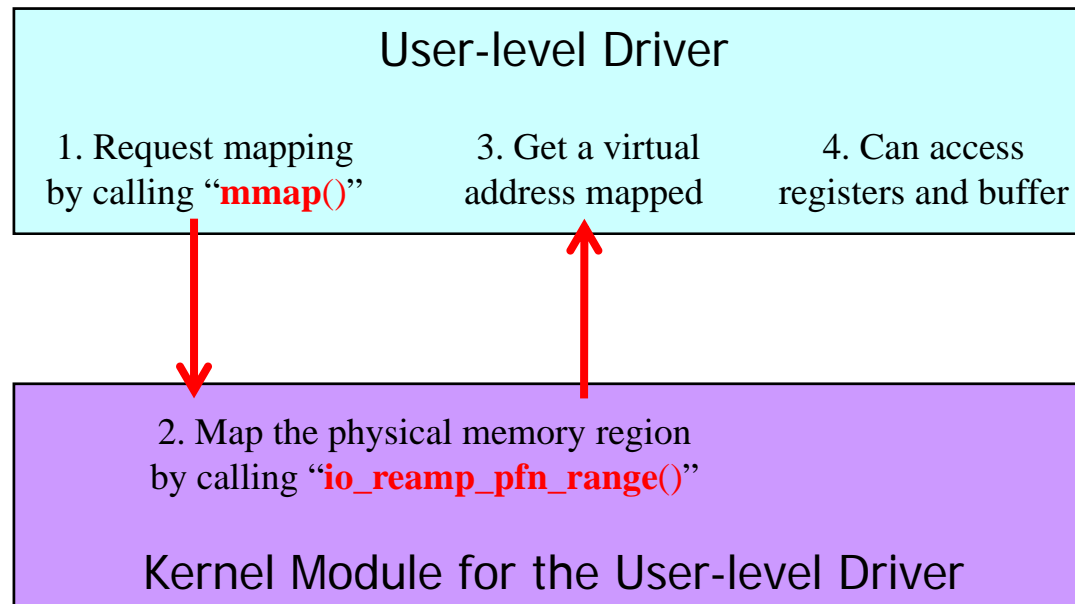 User-level Driver
1. Request mapping
by calling “mmap()”
3. Get a virtual
address mapped
4. Can access
registers and buffer
2. Map the physical memory region
by calling “io_reamp_pfn_range()”
Kernel Module for the User-level Driver